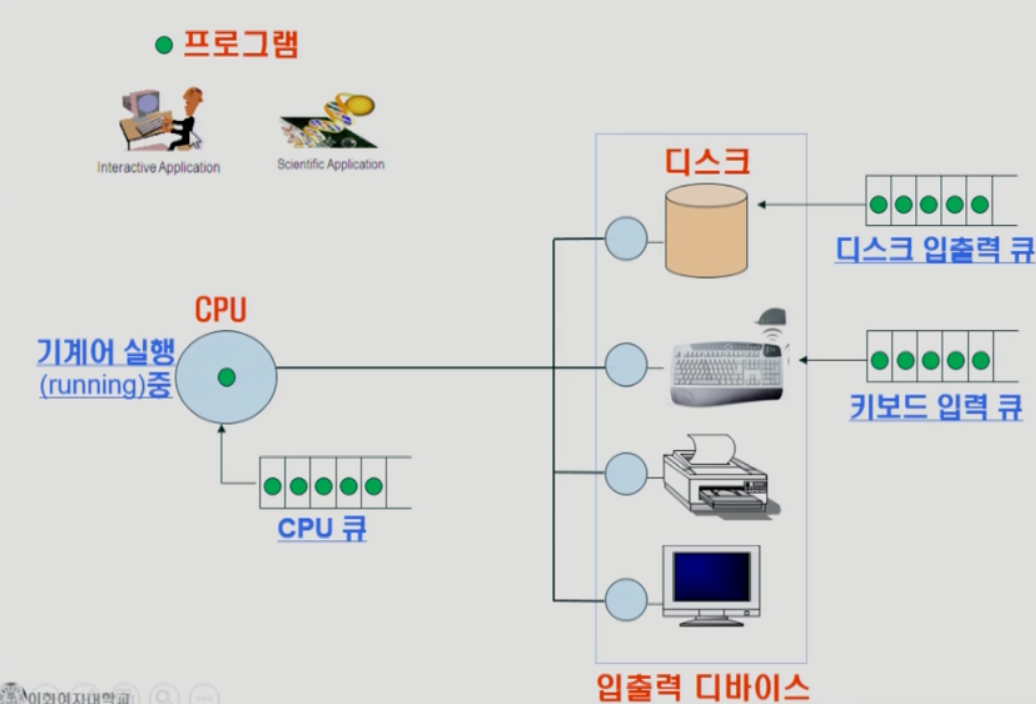 프로그램
Interactive Application
Scientific Application
디스크
디스크 입출력 큐
CPU
기계어 실행
(running)중
키보드 입력 큐
CPU 큐
입출력 디바이스
이화여자대학교